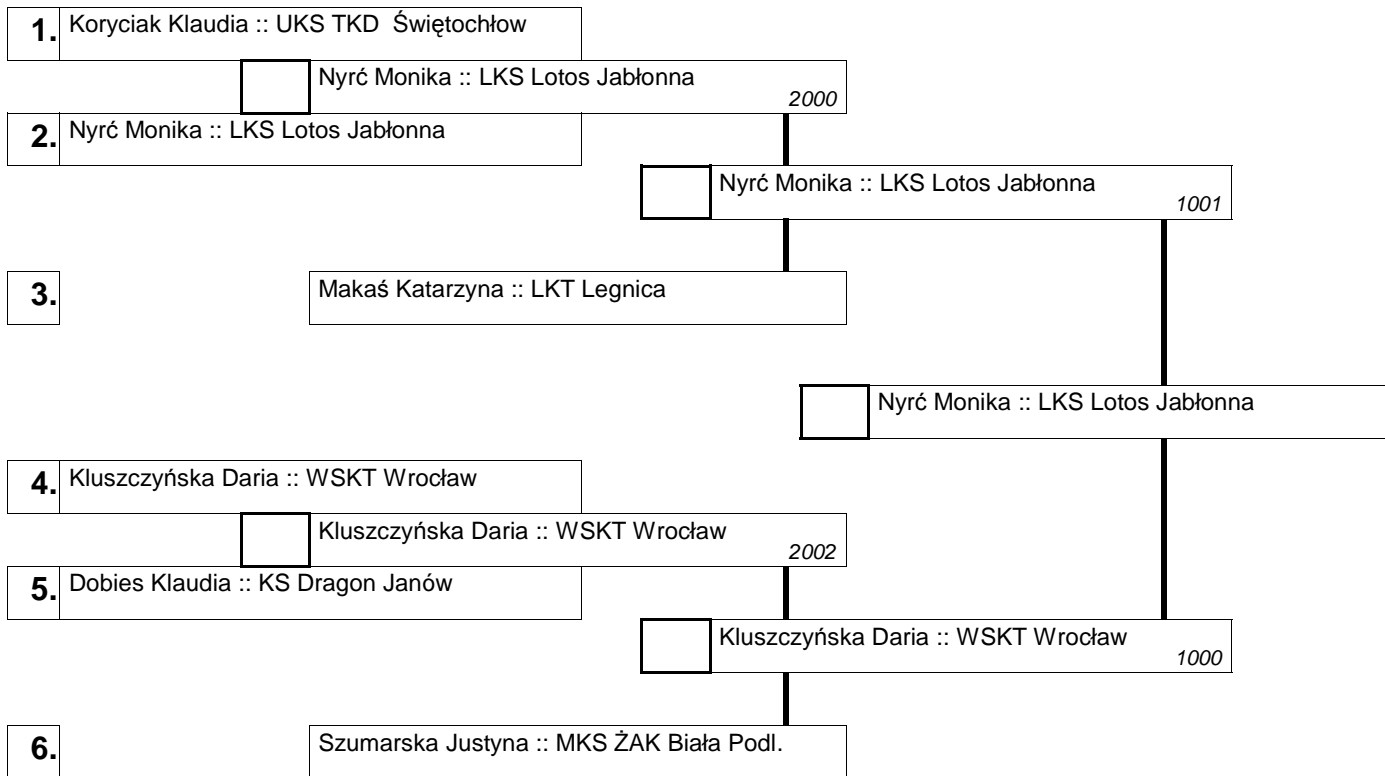 1. Koryciak Klaudia :: UKS TKD  Świętochłow
Nyrć Monika :: LKS Lotos Jabłonna
2000
2. Nyrć Monika :: LKS Lotos Jabłonna
Nyrć Monika :: LKS Lotos Jabłonna
1001
3. Makaś Katarzyna :: LKT Legnica
Nyrć Monika :: LKS Lotos Jabłonna
4. Kluszczyńska Daria :: WSKT Wrocław
Kluszczyńska Daria :: WSKT Wrocław
2002
5. Dobies Klaudia :: KS Dragon Janów
Kluszczyńska Daria :: WSKT Wrocław
1000
6. Szumarska Justyna :: MKS ŻAK Biała Podl.